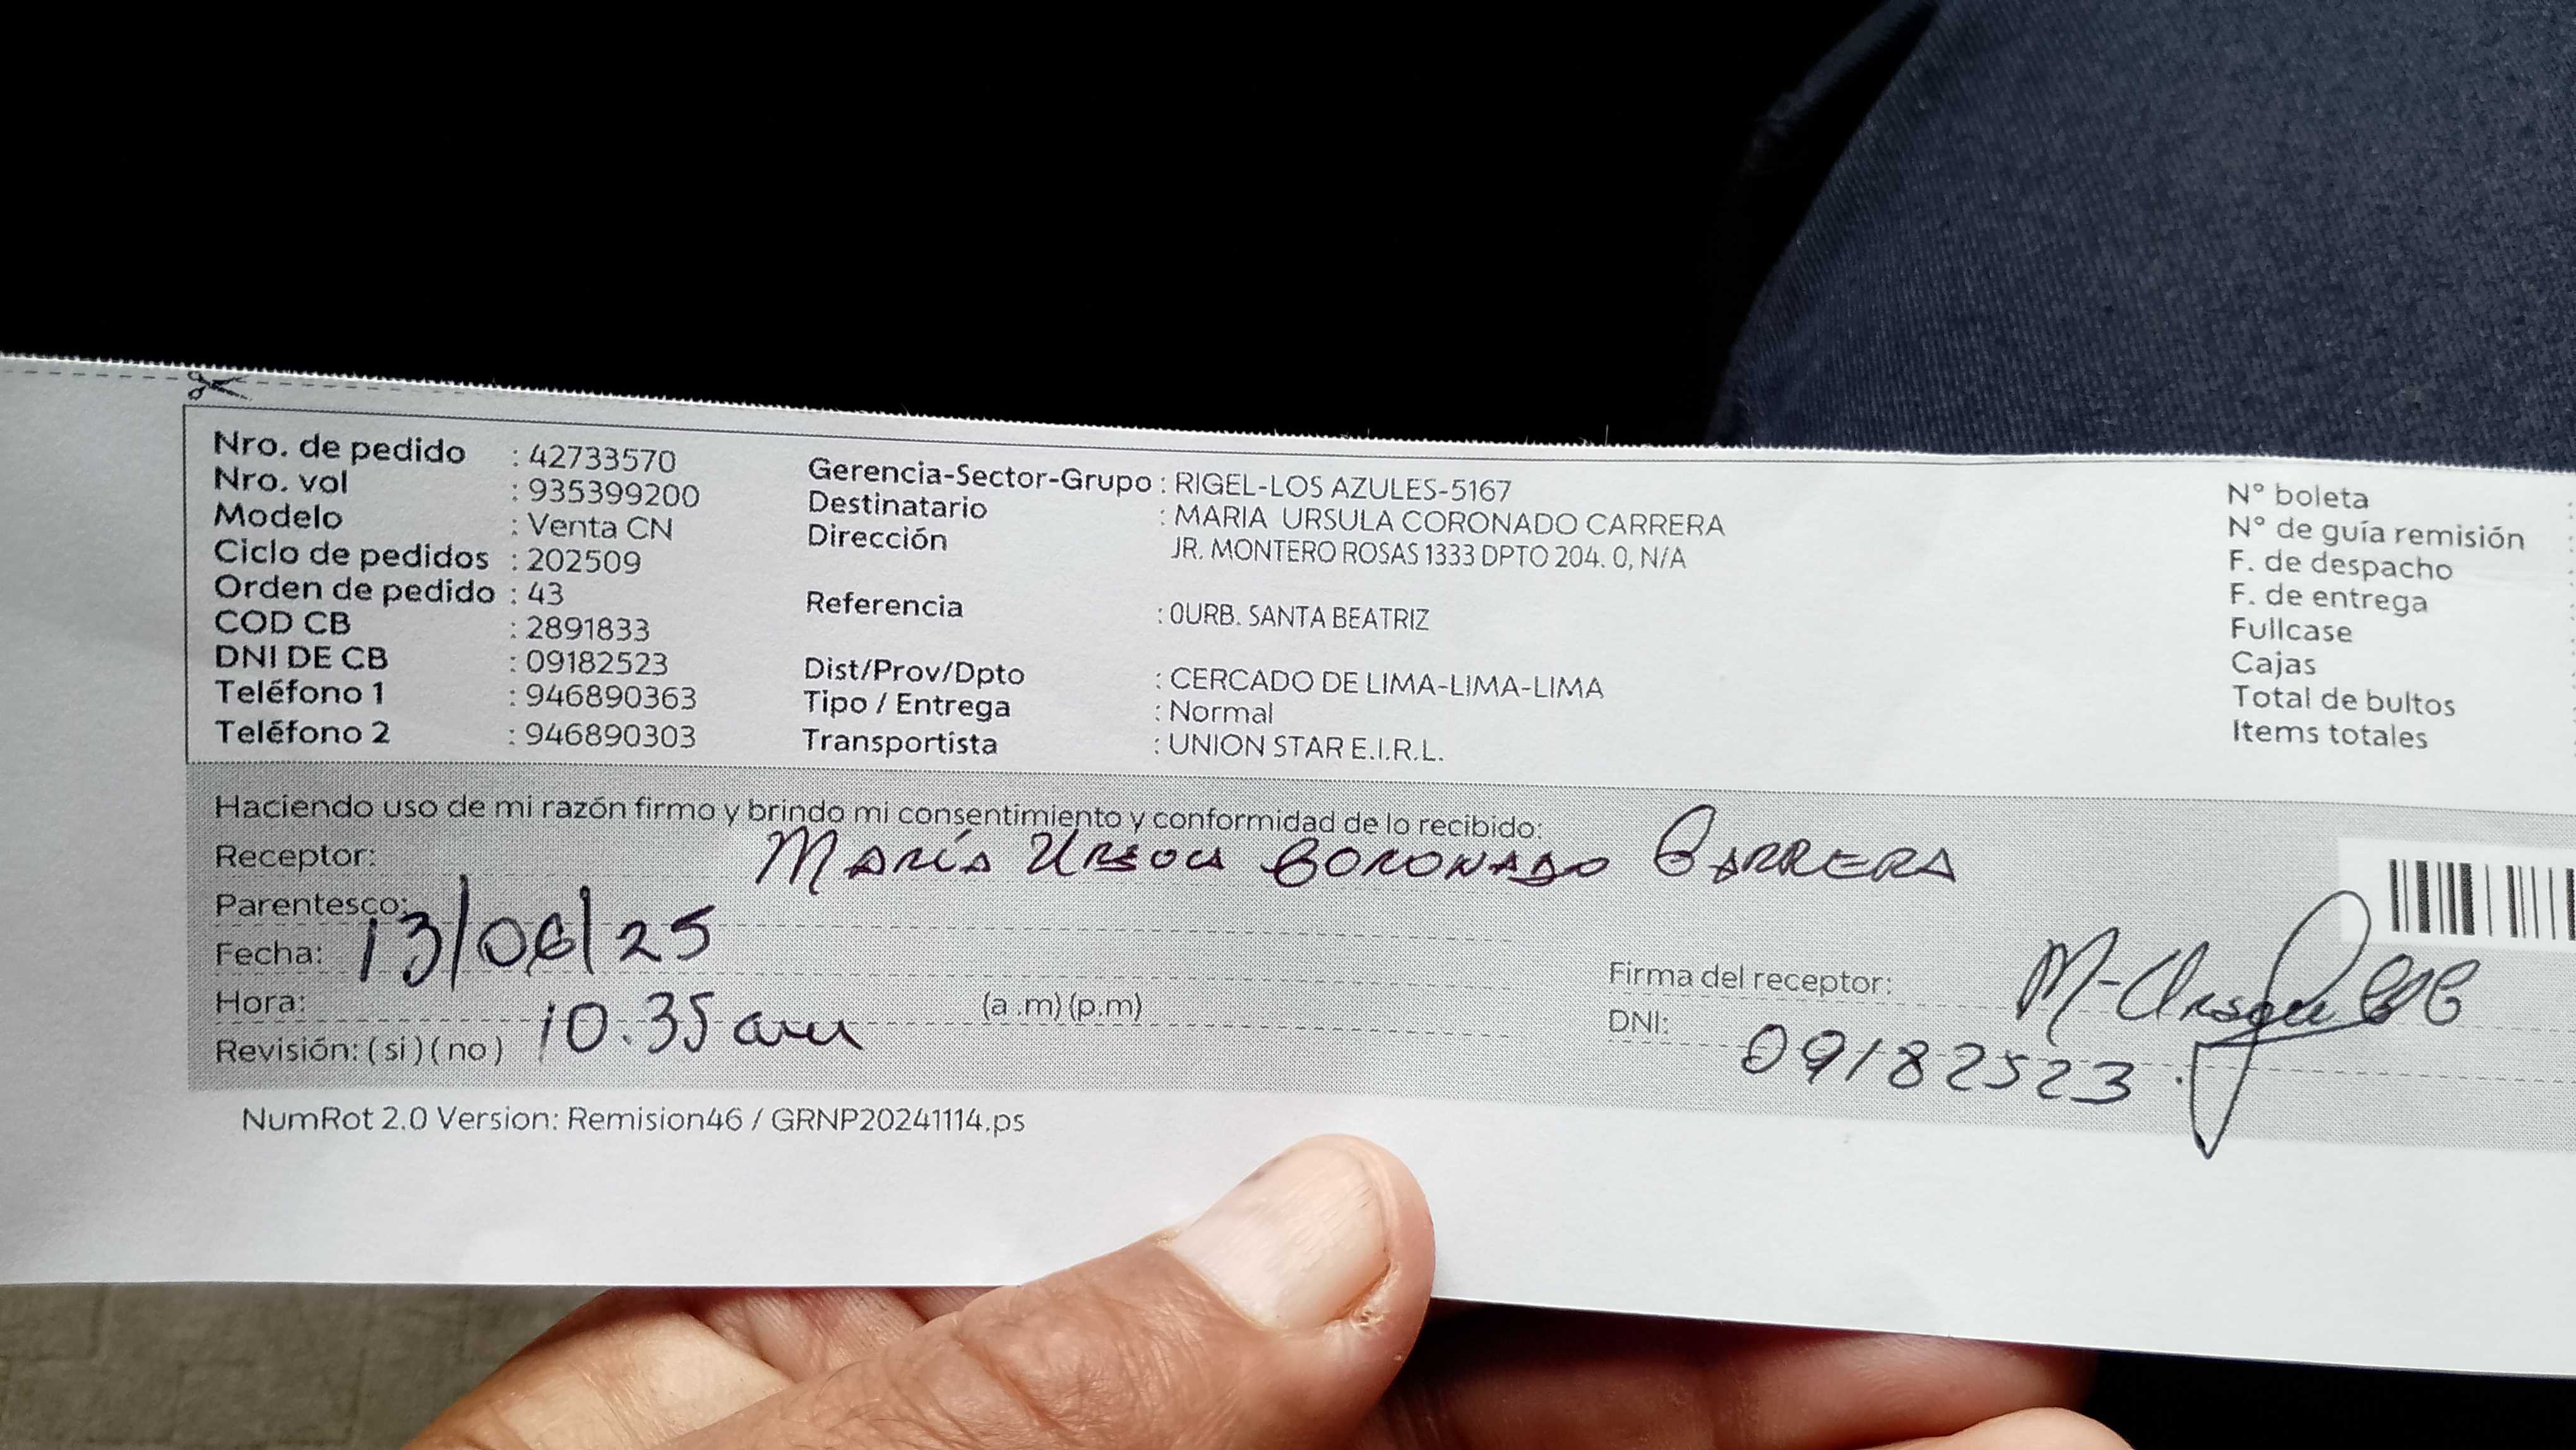 Nro. de pedido : 42733570
Nro. vol : 935399200
Modelo : Venta CN
Ciclo de pedidos : 202509
Orden de pedido : 43
COD CB : 2891833
DNI DE CB : 09182523
Teléfono 1 : 946890363
Teléfono 2 : 946890303
Gerencia-Sector-Grupo : RIGEL-LOS AZULES-5167
Destinatario : MARIA URSULA CORONADO CARRERA
Dirección JR. MONTERO ROSAS 1333 DPTO 204. 0, N/A
Referencia : 0URB. SANTA BEATRIZ
Dist/Prov/Dpto : CERCADO DE LIMA-LIMA-LIMA
Tipo / Entrega : Normal
Transportista : UNION STAR E.I.R.L.
N° boleta
N° de guía remisión
F. de despacho
F. de entrega
Fullcase
Cajas
Total de bultos
Items totales
Haciendo uso de mi razón firmo y brindo mi consentimiento y conformidad de lo recibido:
Receptor: María Ursola Coronado Carrera
Parentesco:
Fecha: 13/06/25
Hora: 10.35 am (a.m)(p.m)
Revisión: (si)(no)
Firma del receptor:
DNI: 09182523
NumRot 2.0 Version: Remision46 / GRNP20241114.ps